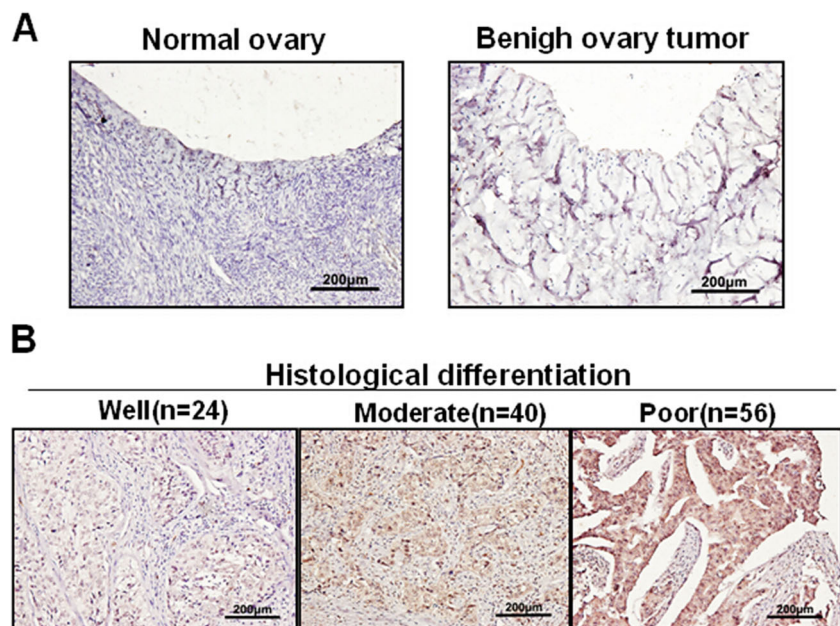 A
Normal ovary
Benigh ovary tumor
200μm
200μm
B
Histological differentiation
Well(n=24)
Moderate(n=40)
Poor(n=56)
200μm
200μm
200μm